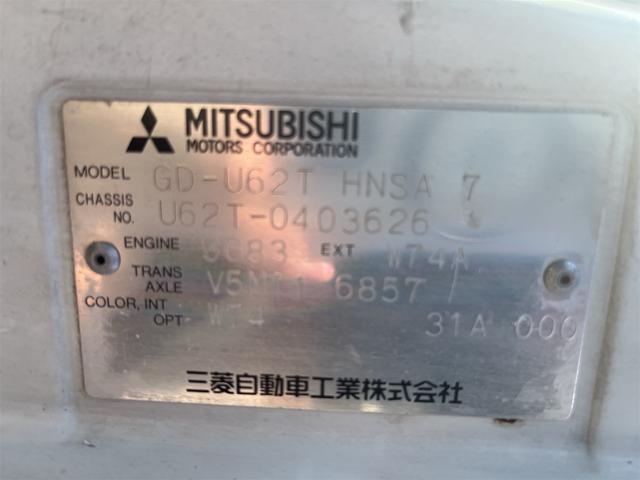 MITSUBISHI
MOTORS CORPORATION
MODEL GD-U62T HNSA 7
CHASSIS NO. U62T-0403626
ENGINE 3G83 EXT W74A
TRANS AXLE 6857
COLOR, INT OPT W74 31A 000
三菱自動車工業株式会社